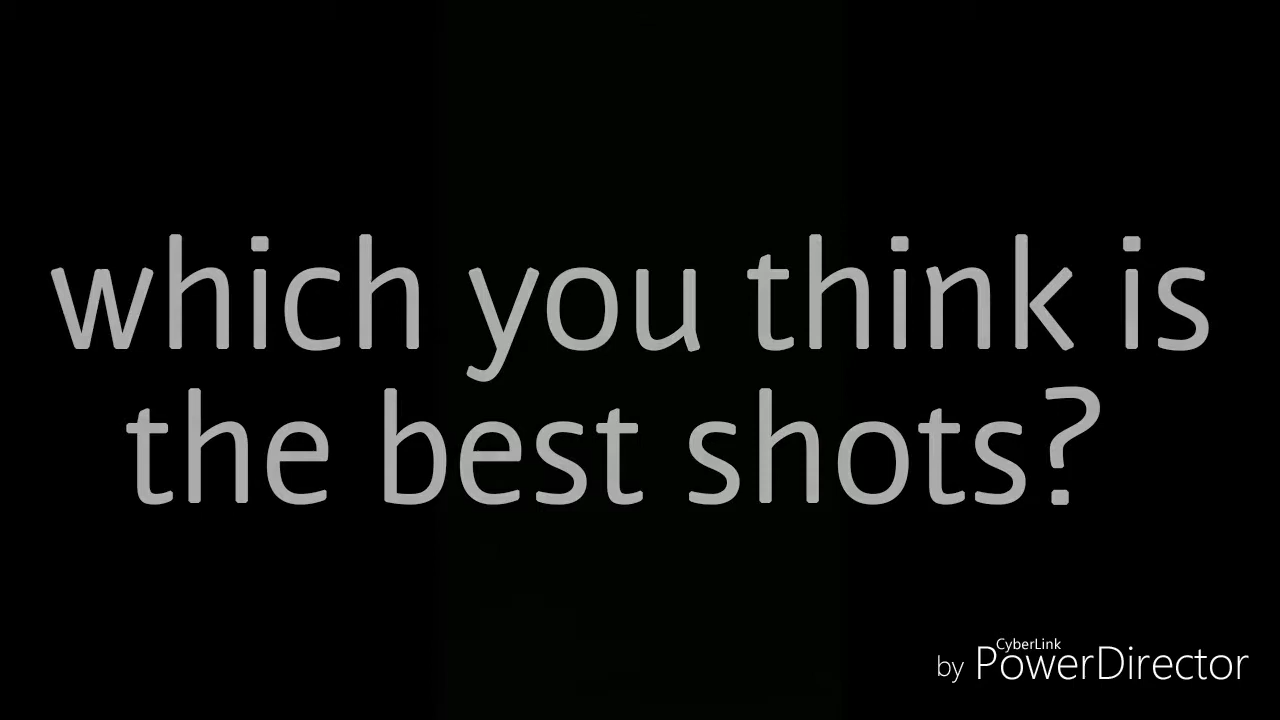 which you think is
the best shots?
CyberLink
by PowerDirector